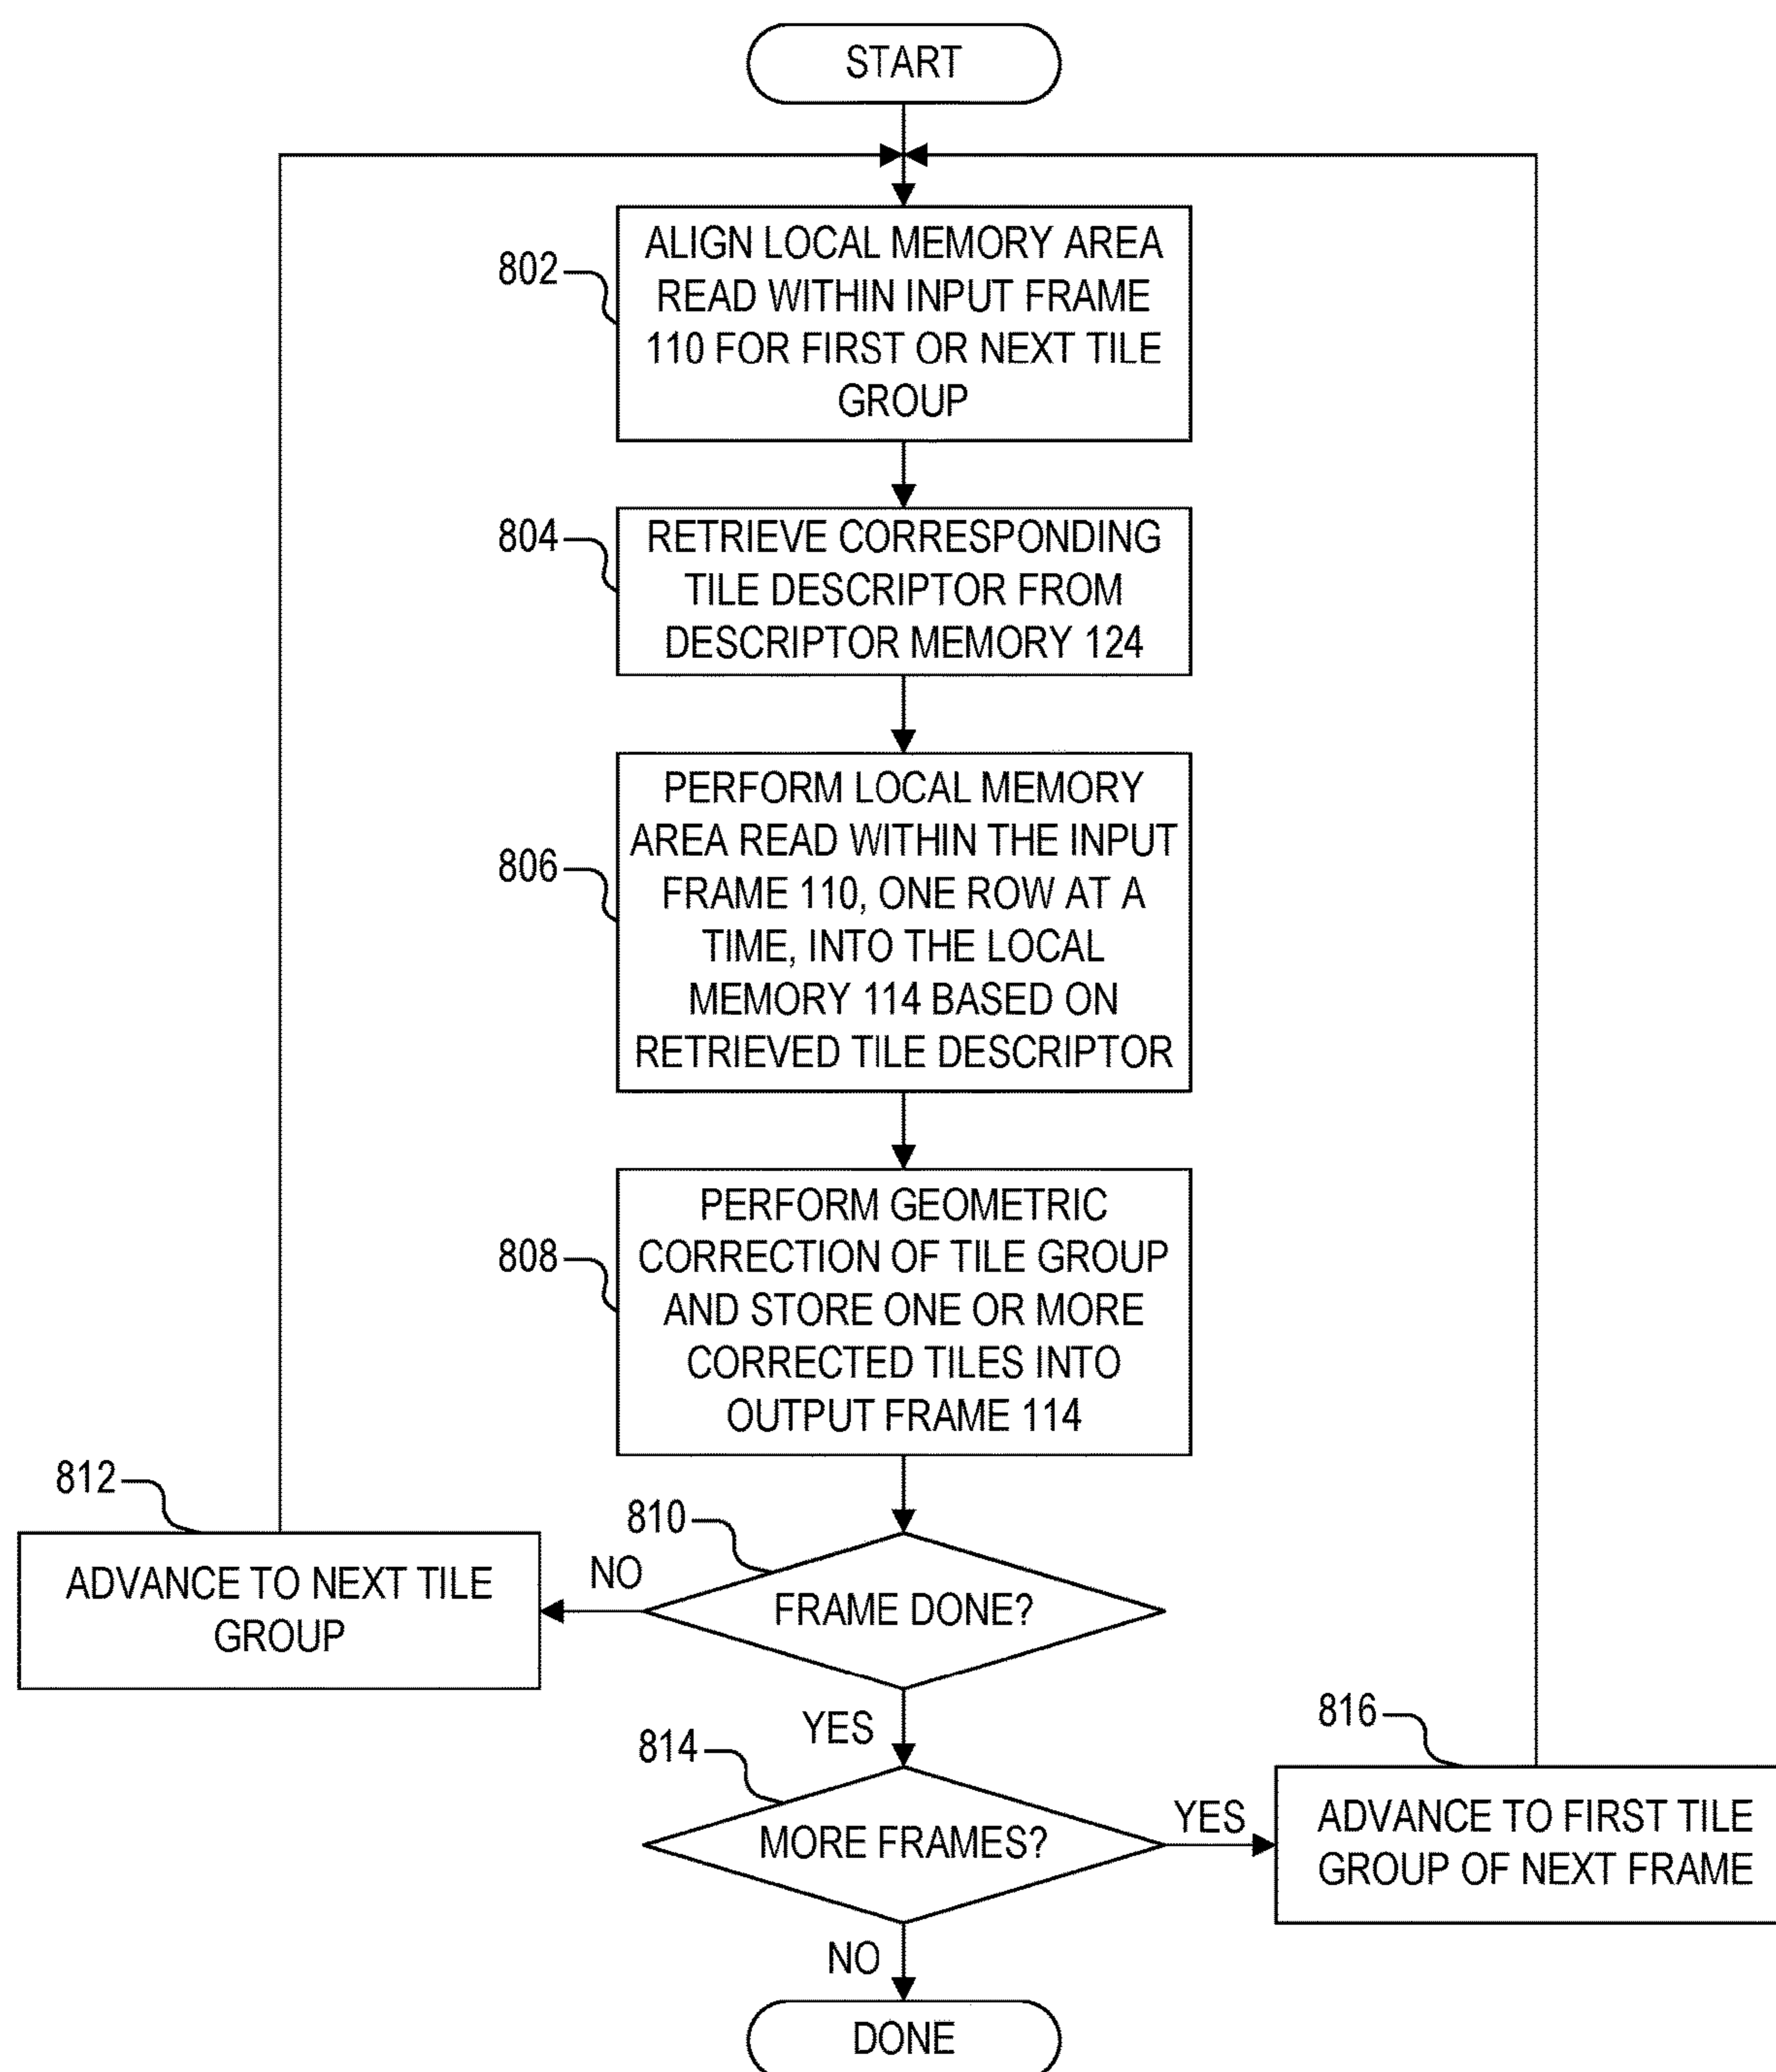 START
802
ALIGN LOCAL MEMORY AREA
READ WITHIN INPUT FRAME
110 FOR FIRST OR NEXT TILE
GROUP
804
RETRIEVE CORRESPONDING
TILE DESCRIPTOR FROM
DESCRIPTOR MEMORY 124
806
PERFORM LOCAL MEMORY
AREA READ WITHIN THE INPUT
FRAME 110, ONE ROW AT A
TIME, INTO THE LOCAL
MEMORY 114 BASED ON
RETRIEVED TILE DESCRIPTOR
808
PERFORM GEOMETRIC
CORRECTION OF TILE GROUP
AND STORE ONE OR MORE
CORRECTED TILES INTO
OUTPUT FRAME 114
810
FRAME DONE?
NO
812
ADVANCE TO NEXT TILE
GROUP
YES
814
MORE FRAMES?
YES
816
ADVANCE TO FIRST TILE
GROUP OF NEXT FRAME
NO
DONE